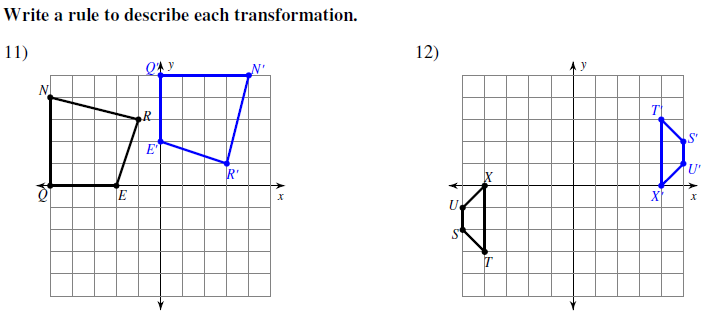 Write a rule to describe each transformation.
11)
12)
Q'
y
N'
N
R
E'
R'
Q
E
x
y
T'
S'
U'
X
X'
x
U
S
T